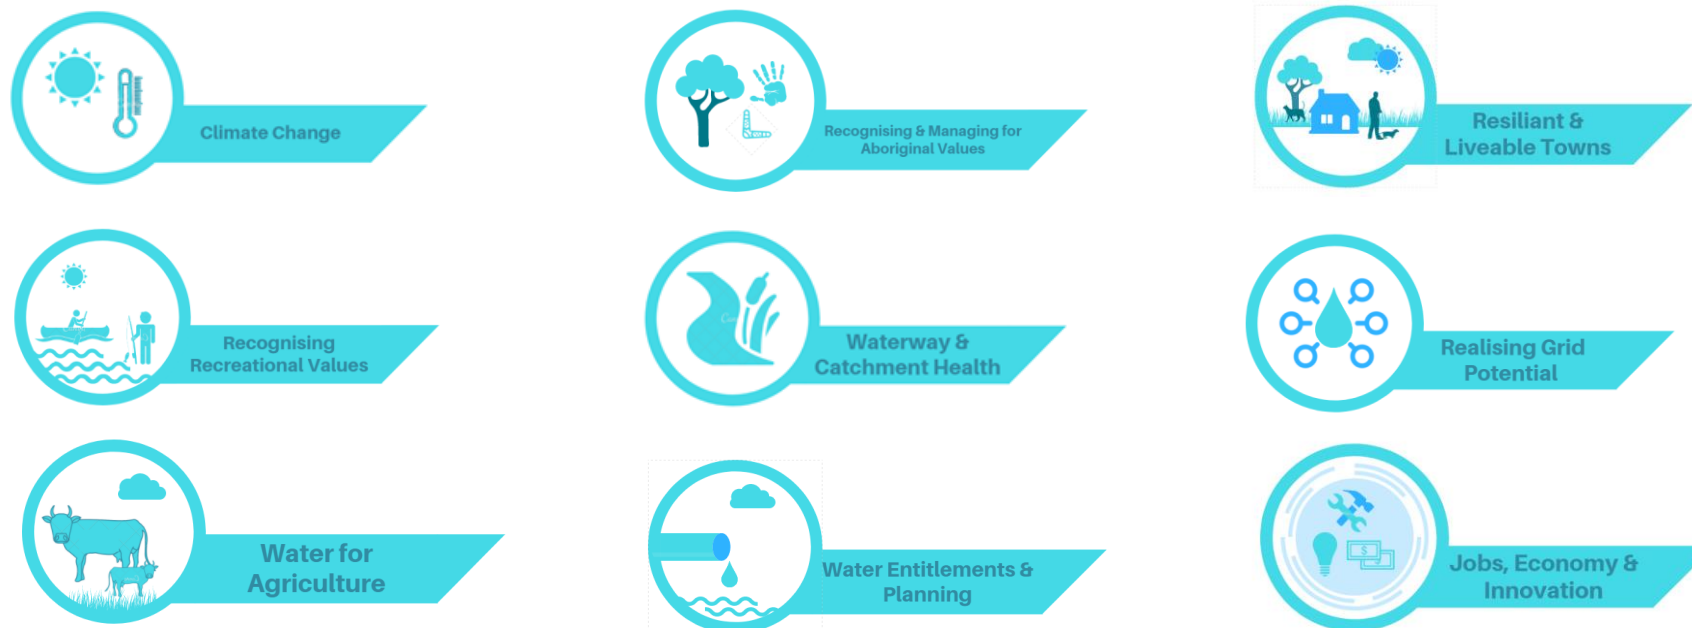 Climate Change
Recognising & Managing for
Aboriginal Values
Resiliant &
Liveable Towns
Recognising
Recreational Values
Waterway &
Catchment Health
Realising Grid
Potential
Water for
Agriculture
Water Entitlements &
Planning
Jobs, Economy &
Innovation